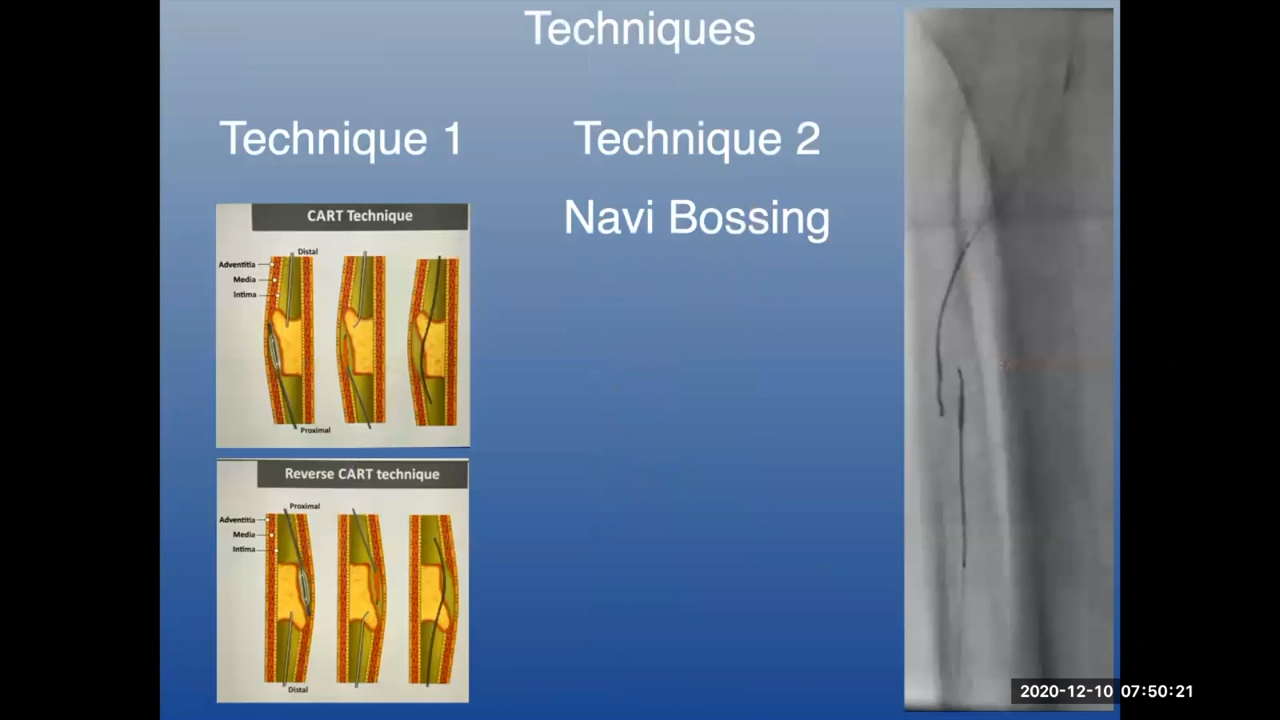 Techniques
Technique 1
Technique 2
Navi Bossing
CART Technique
Distal
Adventitia
Media
Intima
Proximal
Reverse CART technique
Proximal
Adventitia
Media
Intima
Distal
2020-12-10 07:50:21